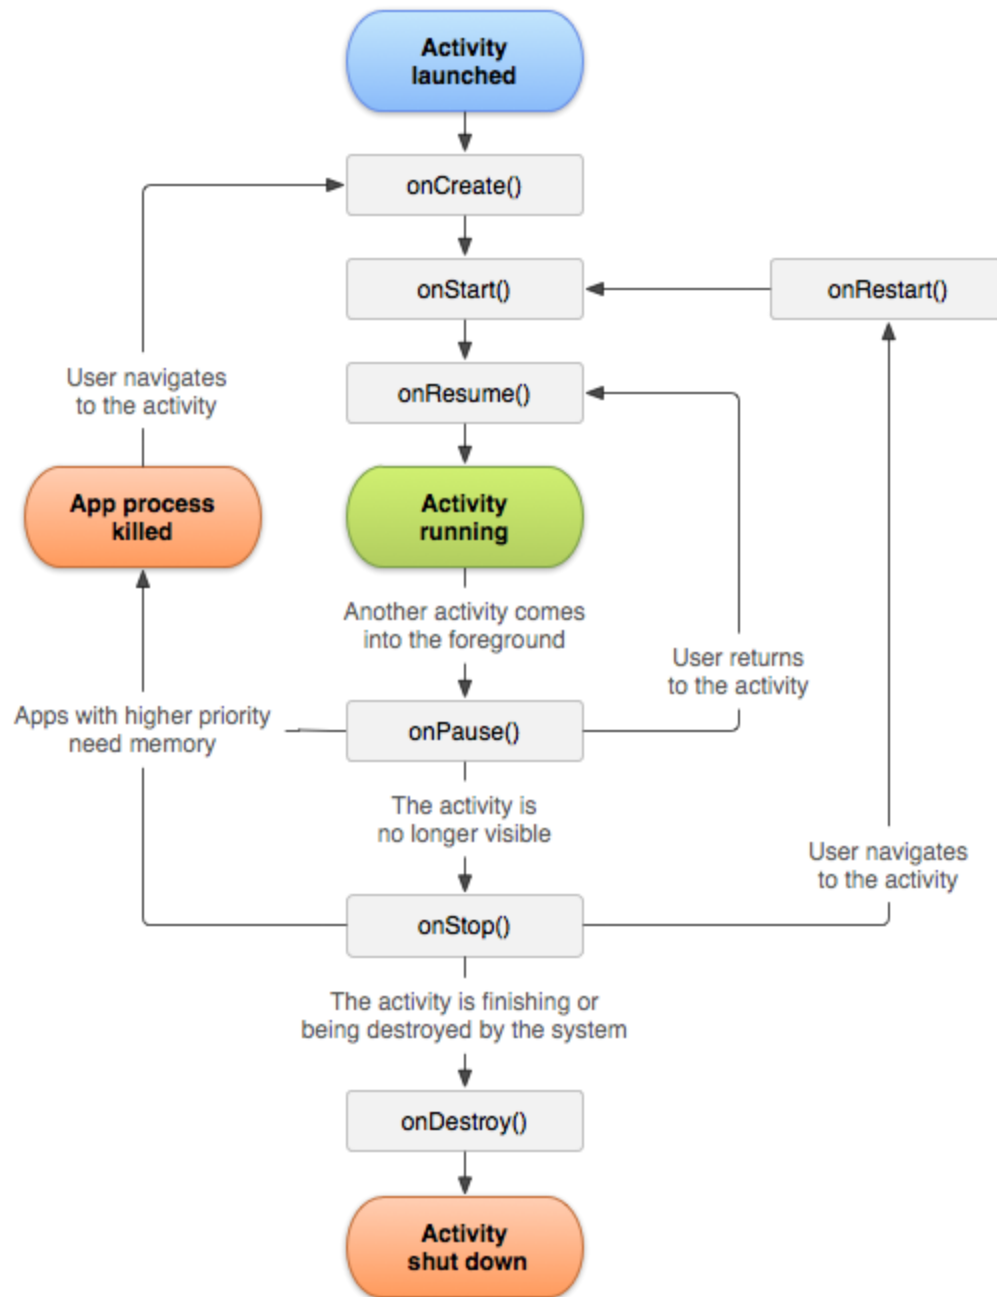 Activity
launched
onCreate()
onStart()
onRestart()
onResume()
User navigates
to the activity
App process
killed
Activity
running
Another activity comes
into the foreground
User returns
to the activity
Apps with higher priority
need memory
onPause()
The activity is
no longer visible
User navigates
to the activity
onStop()
The activity is finishing or
being destroyed by the system
onDestroy()
Activity
shut down